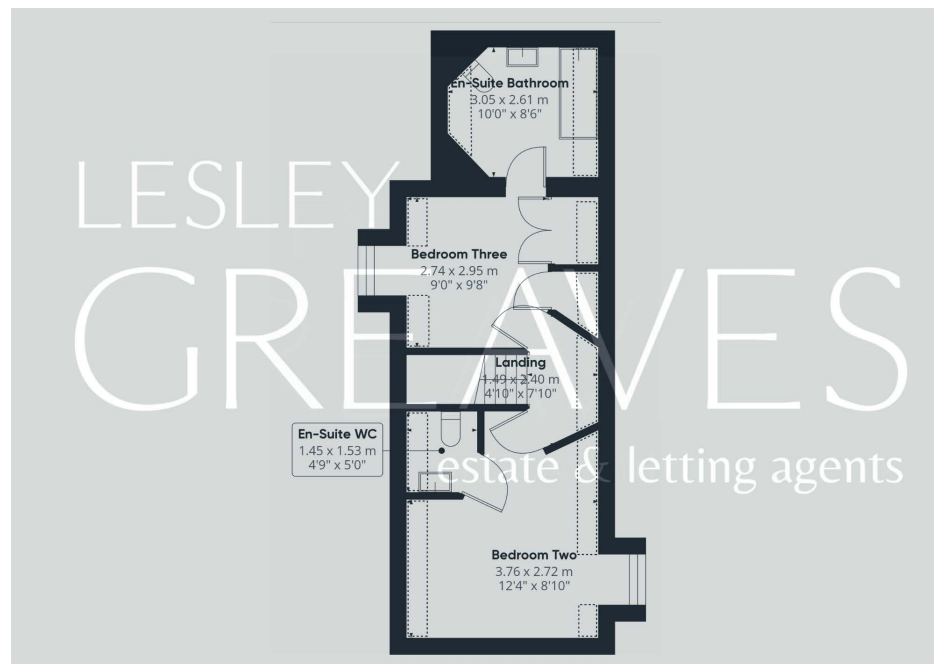 En-Suite Bathroom
3.05 x 2.61 m
10'0" x 8'6"
LESLEY
GREAVES
estate & letting agents
Bedroom Three
2.74 x 2.95 m
9'0" x 9'8"
Landing
1.49 x 2.40 m
4'10" x 7'10"
En-Suite WC
1.45 x 1.53 m
4'9" x 5'0"
Bedroom Two
3.76 x 2.72 m
12'4" x 8'10"